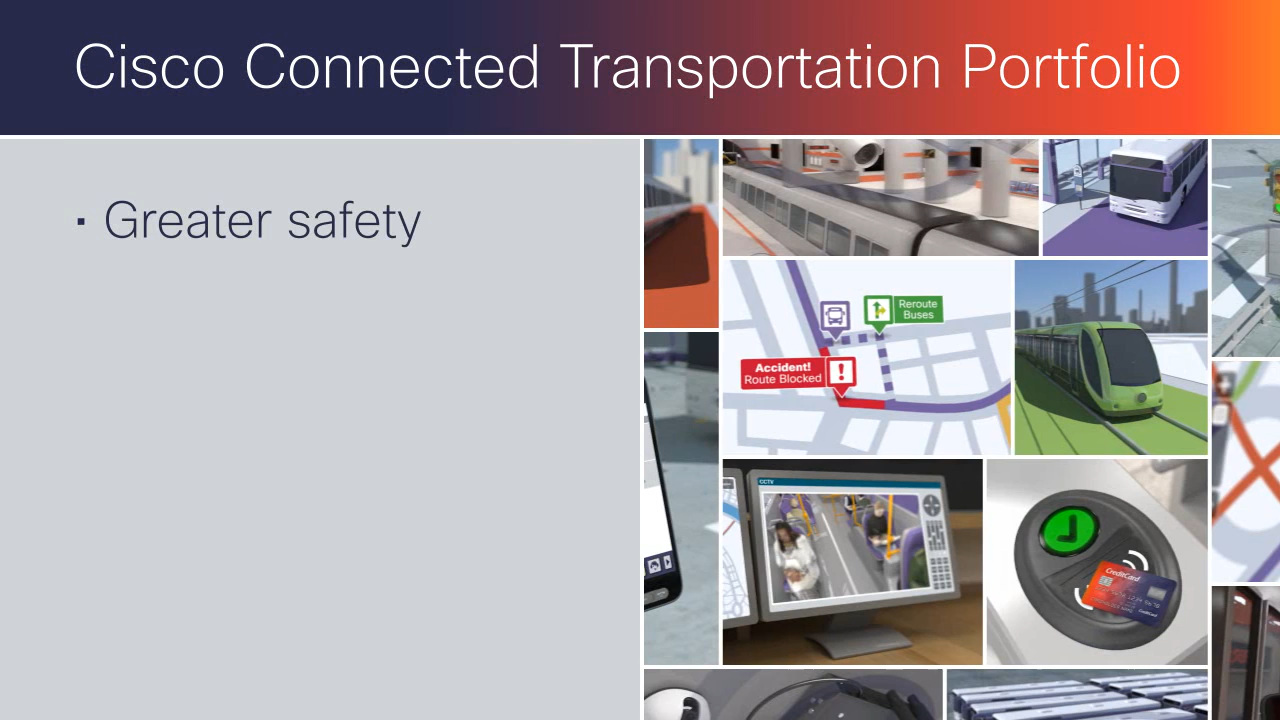 Cisco Connected Transportation Portfolio
▪ Greater safety
Reroute
Buses
Accident!
Route Blocked
!
CCTV
CreditCard